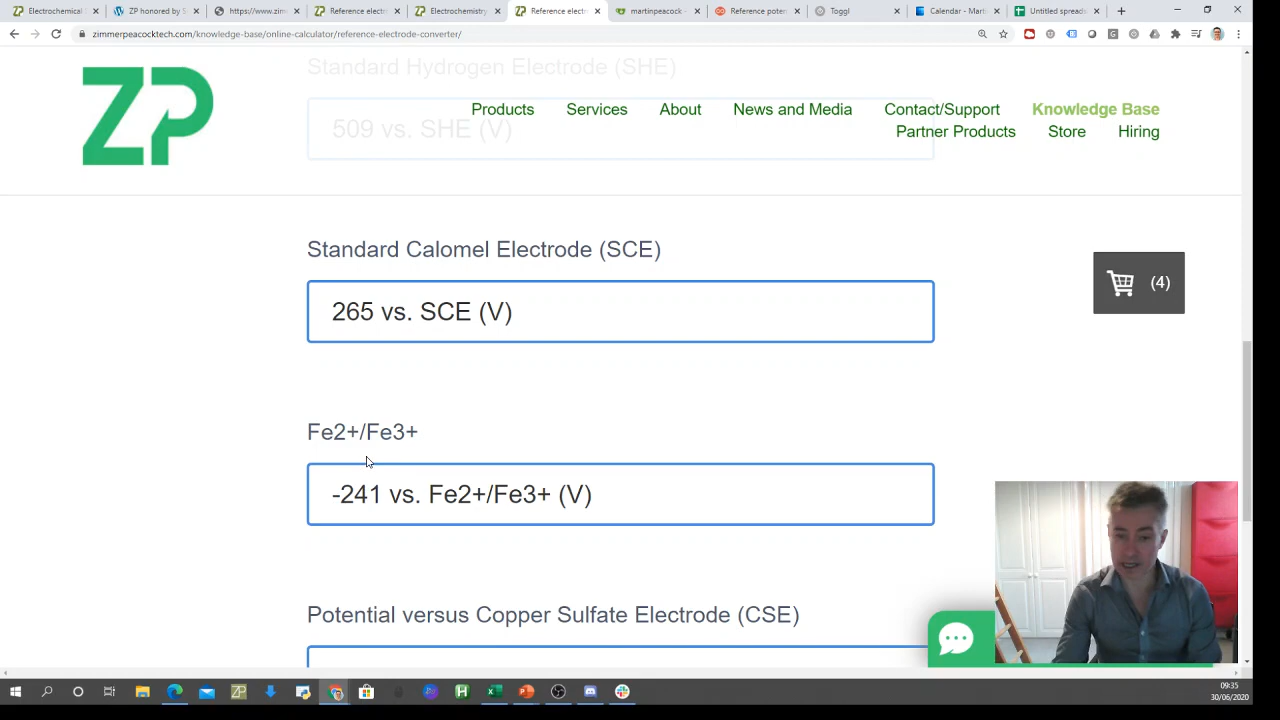 Electrochemical
ZP honored by S
https://www.zim
Reference electr
Electrochemistry
Reference electr
martinpeacock -
Reference poten
Toggl
Calendar - Mart
Untitled spreads
zimmerpeacocktech.com/knowledge-base/online-calculator/reference-electrode-converter/
Standard Hydrogen Electrode (SHE)
ZP
Products Services About News and Media Contact/Support Knowledge Base
Partner Products Store Hiring
509 vs. SHE (V)
Standard Calomel Electrode (SCE)
(4)
265 vs. SCE (V)
Fe2+/Fe3+
-241 vs. Fe2+/Fe3+ (V)
Potential versus Copper Sulfate Electrode (CSE)
ZP
09:35
30/06/2020